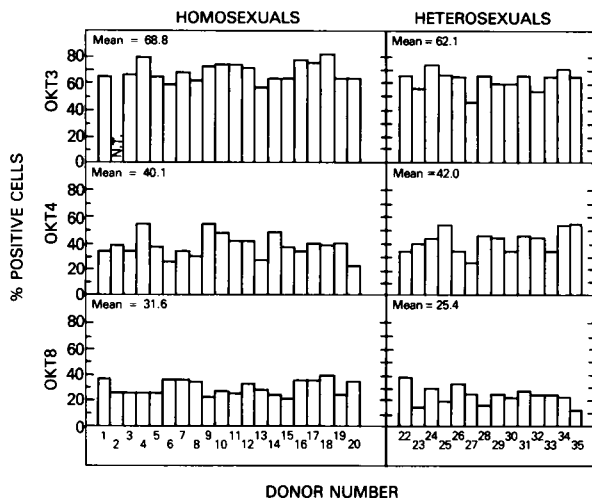 HOMOSEXUALS HETEROSEXUALS
Mean = 68.8 Mean = 62.1
OKT3
80
60
40
20
0
N.T.
Mean = 40.1 Mean = 42.0
OKT4
80
60
40
20
0
Mean = 31.6 Mean = 25.4
OKT8
80
60
40
20
0
% POSITIVE CELLS
1 2 3 4 5 6 7 8 9 10 11 12 13 14 15 16 17 18 19 20 22 23 24 25 26 27 28 29 30 31 32 33 34 35
DONOR NUMBER